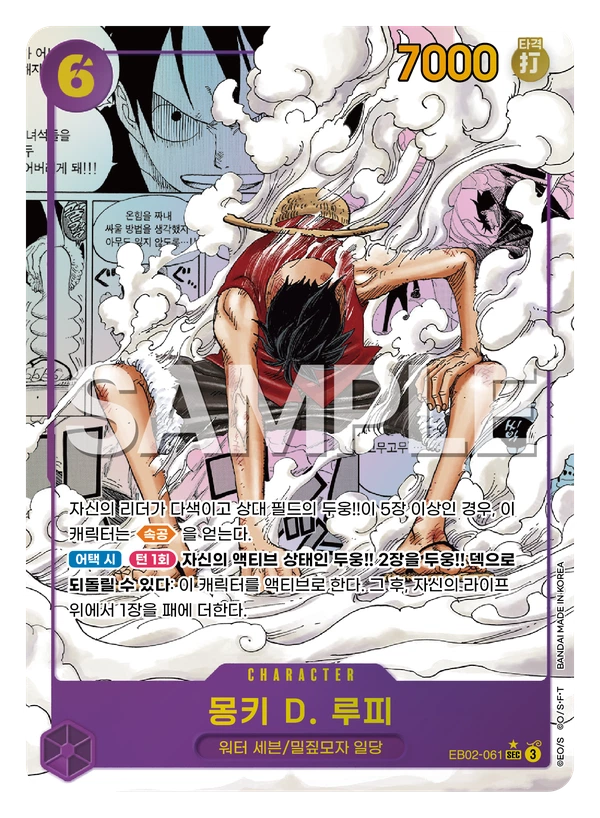 6
7000
타격
打
녀석들을
어버리게 돼!!!
온힘을 짜내
싸울 방법을 생각했지
아무도 잃지 않도록…!
고무고무
SAMPLE
자신의 리더가 다색이고 상대 필드의 두웅!!이 5장 이상인 경우, 이
캐릭터는 속공 을 얻는다.
어택 시 턴 1회 자신의 액티브 상태인 두웅!! 2장을 두웅!! 덱으로
되돌릴 수 있다: 이 캐릭터를 액티브로 한다. 그 후, 자신의 라이프
위에서 1장을 패에 더한다.
CHARACTER
몽키 D. 루피
워터 세븐/밀짚모자 일당
EB02-061 SEC 3
©EO/S ©O/S·F·T BANDAI MADE IN KOREA